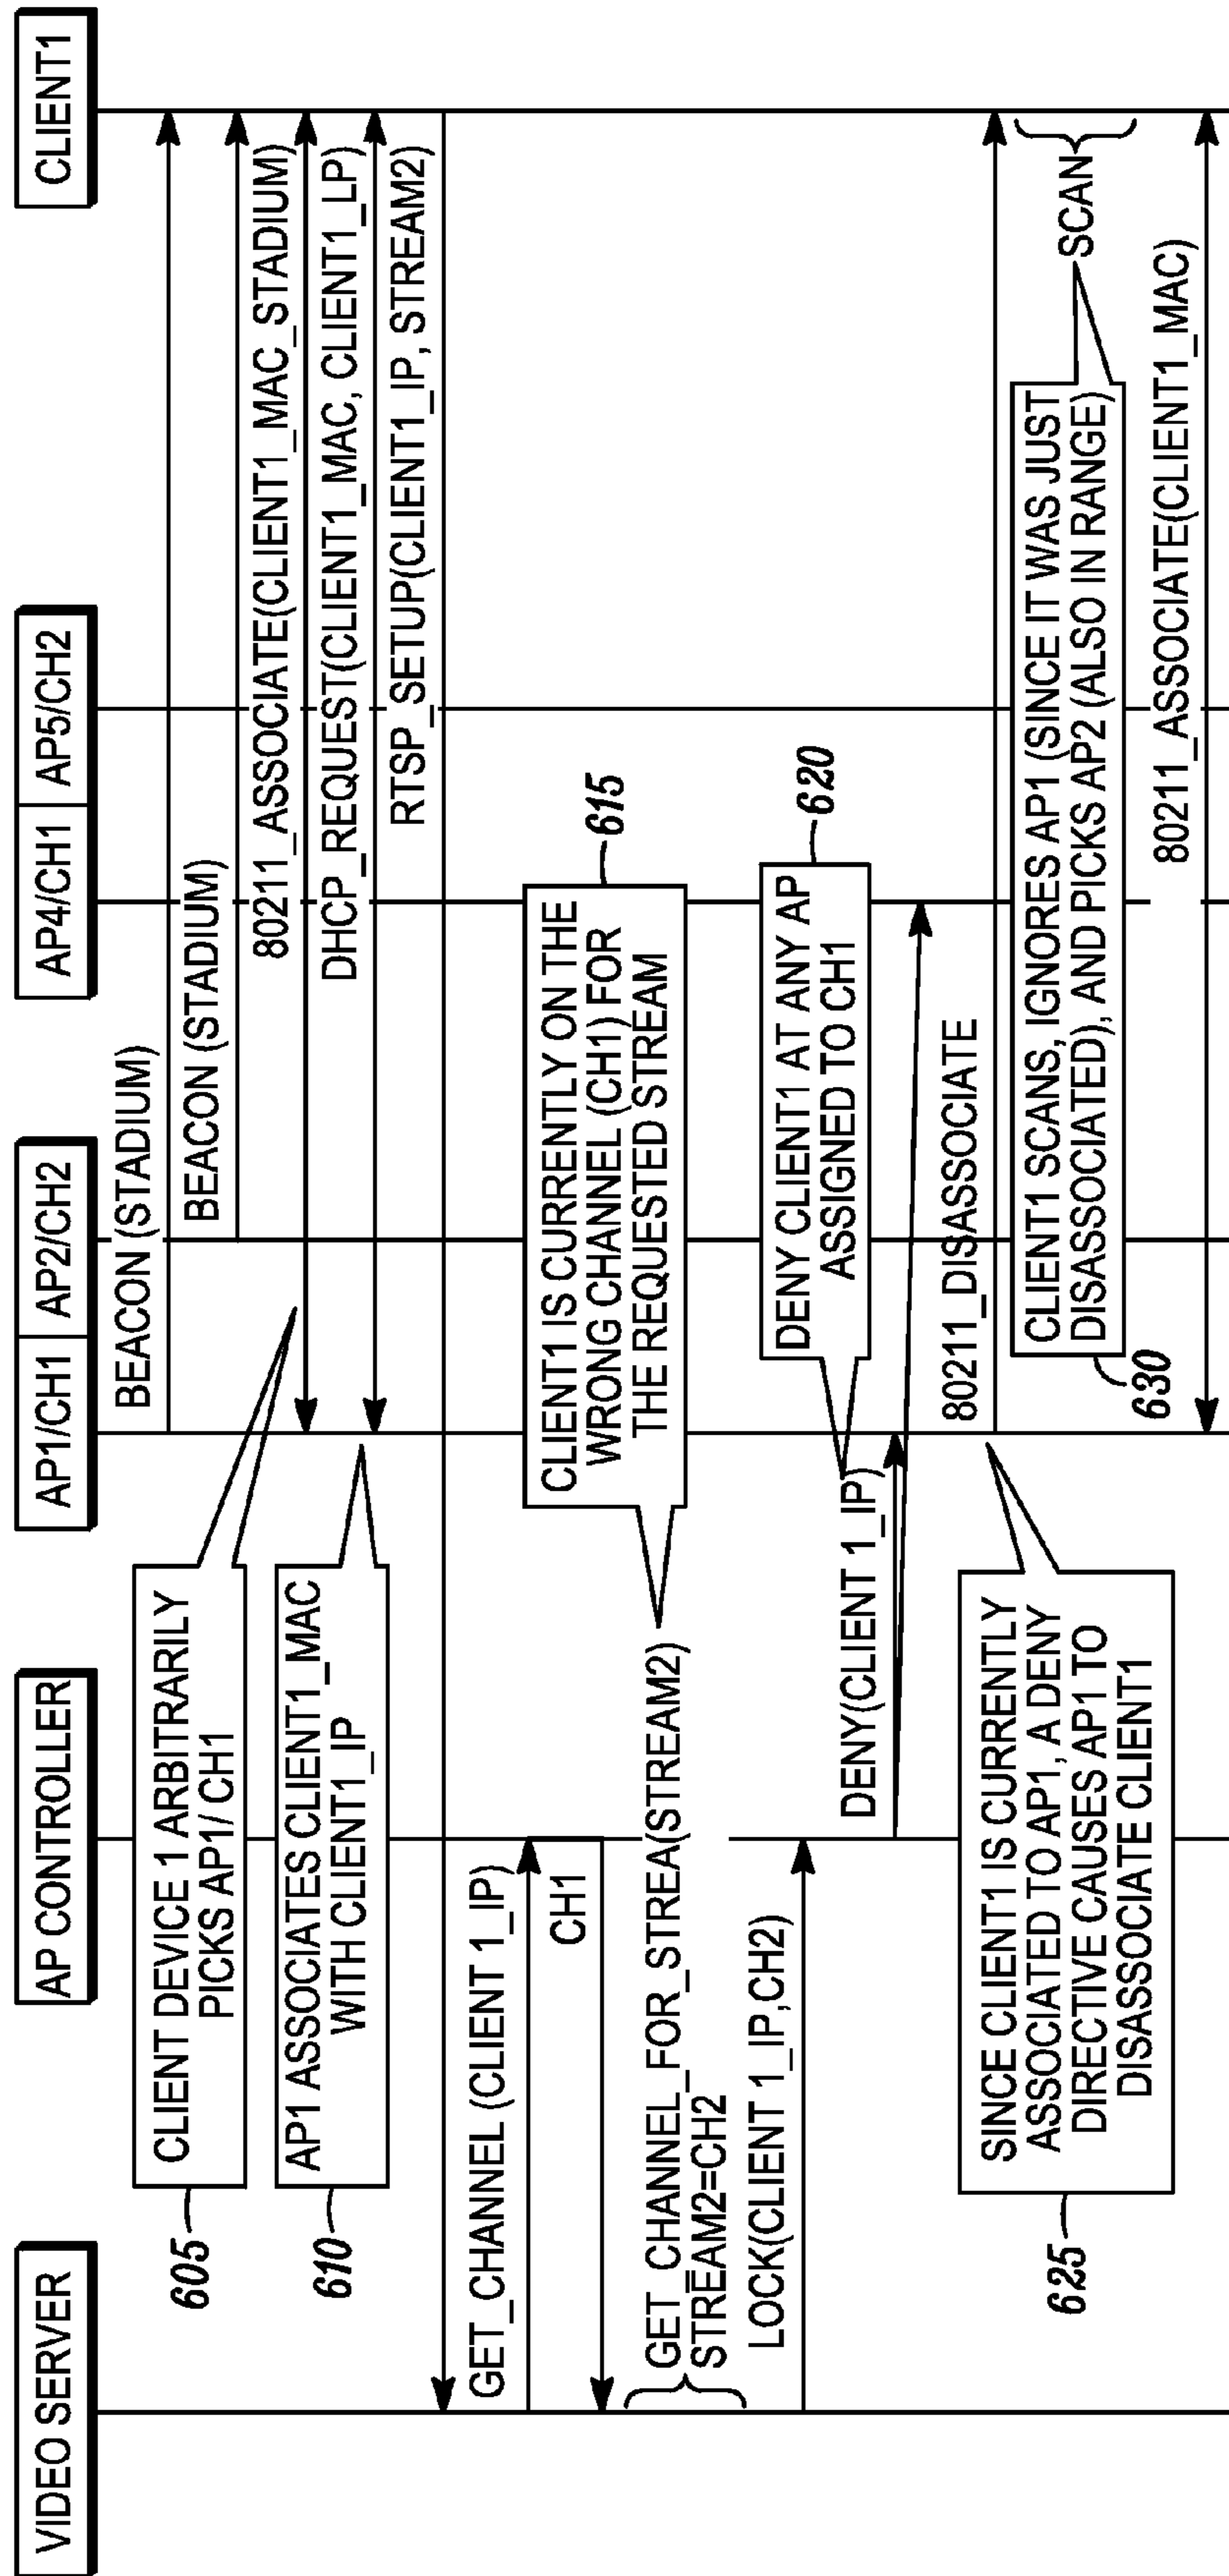 VIDEO SERVER
AP CONTROLLER
AP1/CH1
AP2/CH2
AP4/CH1
AP5/CH2
CLIENT1
BEACON (STADIUM)
BEACON (STADIUM)
605
CLIENT DEVICE 1 ARBITRARILY
PICKS AP1/ CH1
80211_ASSOCIATE(CLIENT1_MAC_STADIUM)
610
AP1 ASSOCIATES CLIENT1_MAC
WITH CLIENT1_IP
DHCP_REQUEST(CLIENT1_MAC, CLIENT1_LP)
RTSP_SETUP(CLIENT1_IP, STREAM2)
GET_CHANNEL (CLIENT 1_IP)
CH1
615
CLIENT1 IS CURRENTLY ON THE
WRONG CHANNEL (CH1) FOR
THE REQUESTED STREAM
GET_CHANNEL_FOR_STREA(STREAM2)
STREAM2=CH2
LOCK(CLIENT 1_IP,CH2)
620
DENY CLIENT1 AT ANY AP
ASSIGNED TO CH1
DENY(CLIENT 1_IP)
80211_DISASSOCIATE
625
SINCE CLIENT1 IS CURRENTLY
ASSOCIATED TO AP1, A DENY
DIRECTIVE CAUSES AP1 TO
DISASSOCIATE CLIENT1
630
CLIENT1 SCANS, IGNORES AP1 (SINCE IT WAS JUST
DISASSOCIATED), AND PICKS AP2 (ALSO IN RANGE)
SCAN
80211_ASSOCIATE(CLIENT1_MAC)